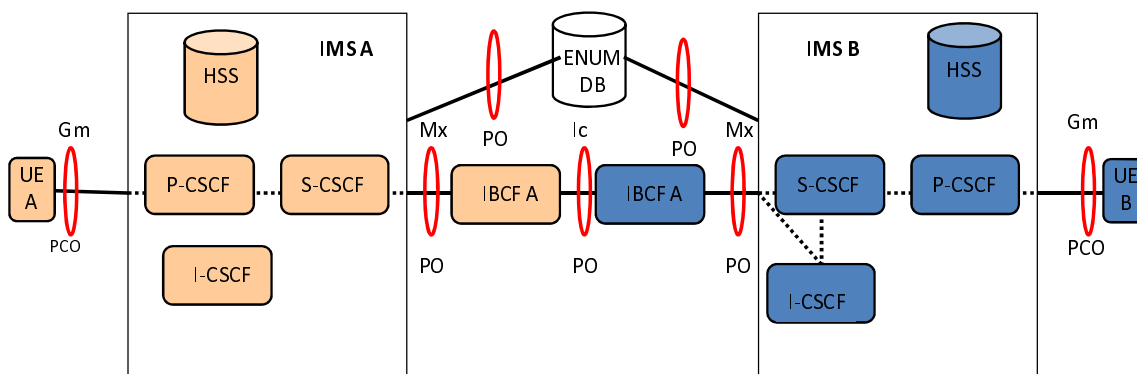 IMS A
HSS
ENUM
DB
IMS B
HSS
Gm
Mx
PO
Ic
PO
Mx
Gm
UE
A
P-CSCF
S-CSCF
IBCF A
IBCF A
S-CSCF
P-CSCF
UE
B
PCO
PO
PO
PO
PCO
I-CSCF
I-CSCF